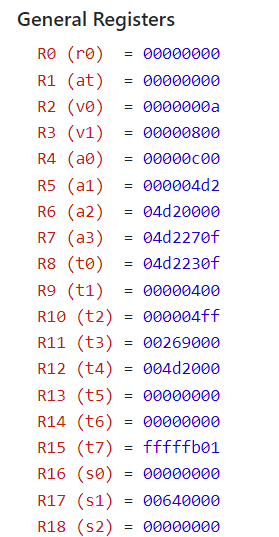 General Registers
R0 (r0) = 00000000
R1 (at) = 00000000
R2 (v0) = 0000000a
R3 (v1) = 00000800
R4 (a0) = 00000c00
R5 (a1) = 000004d2
R6 (a2) = 04d20000
R7 (a3) = 04d2270f
R8 (t0) = 04d2230f
R9 (t1) = 00000400
R10 (t2) = 000004ff
R11 (t3) = 00269000
R12 (t4) = 004d2000
R13 (t5) = 00000000
R14 (t6) = 00000000
R15 (t7) = fffffb01
R16 (s0) = 00000000
R17 (s1) = 00640000
R18 (s2) = 00000000